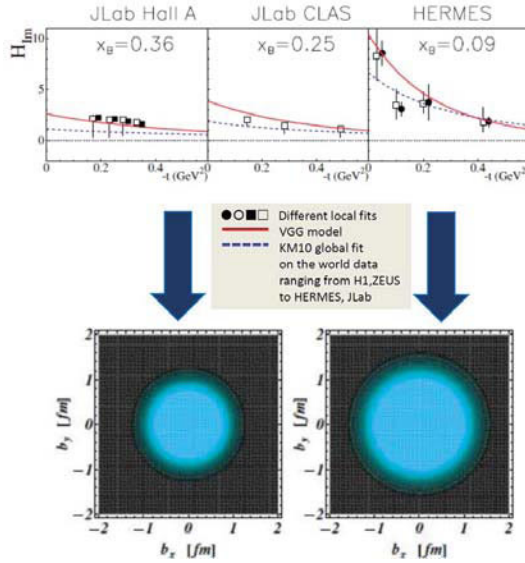 JLab Hall A
JLab CLAS
HERMES
H_Im
x_B=0.36
x_B=0.25
x_B=0.09
10
5
0
0
0.2
0.4
0
0.2
0.4
0
0.2
0.4
-t (GeV²)
-t (GeV²)
-t (GeV²)
Different local fits
VGG model
KM10 global fit
on the world data
ranging from H1,ZEUS
to HERMES, JLab
2
1
0
−1
−2
b_y [fm]
−2 −1 0 1 2
b_x [fm]
2
1
0
−1
−2
b_y [fm]
−2 −1 0 1 2
b_x [fm]